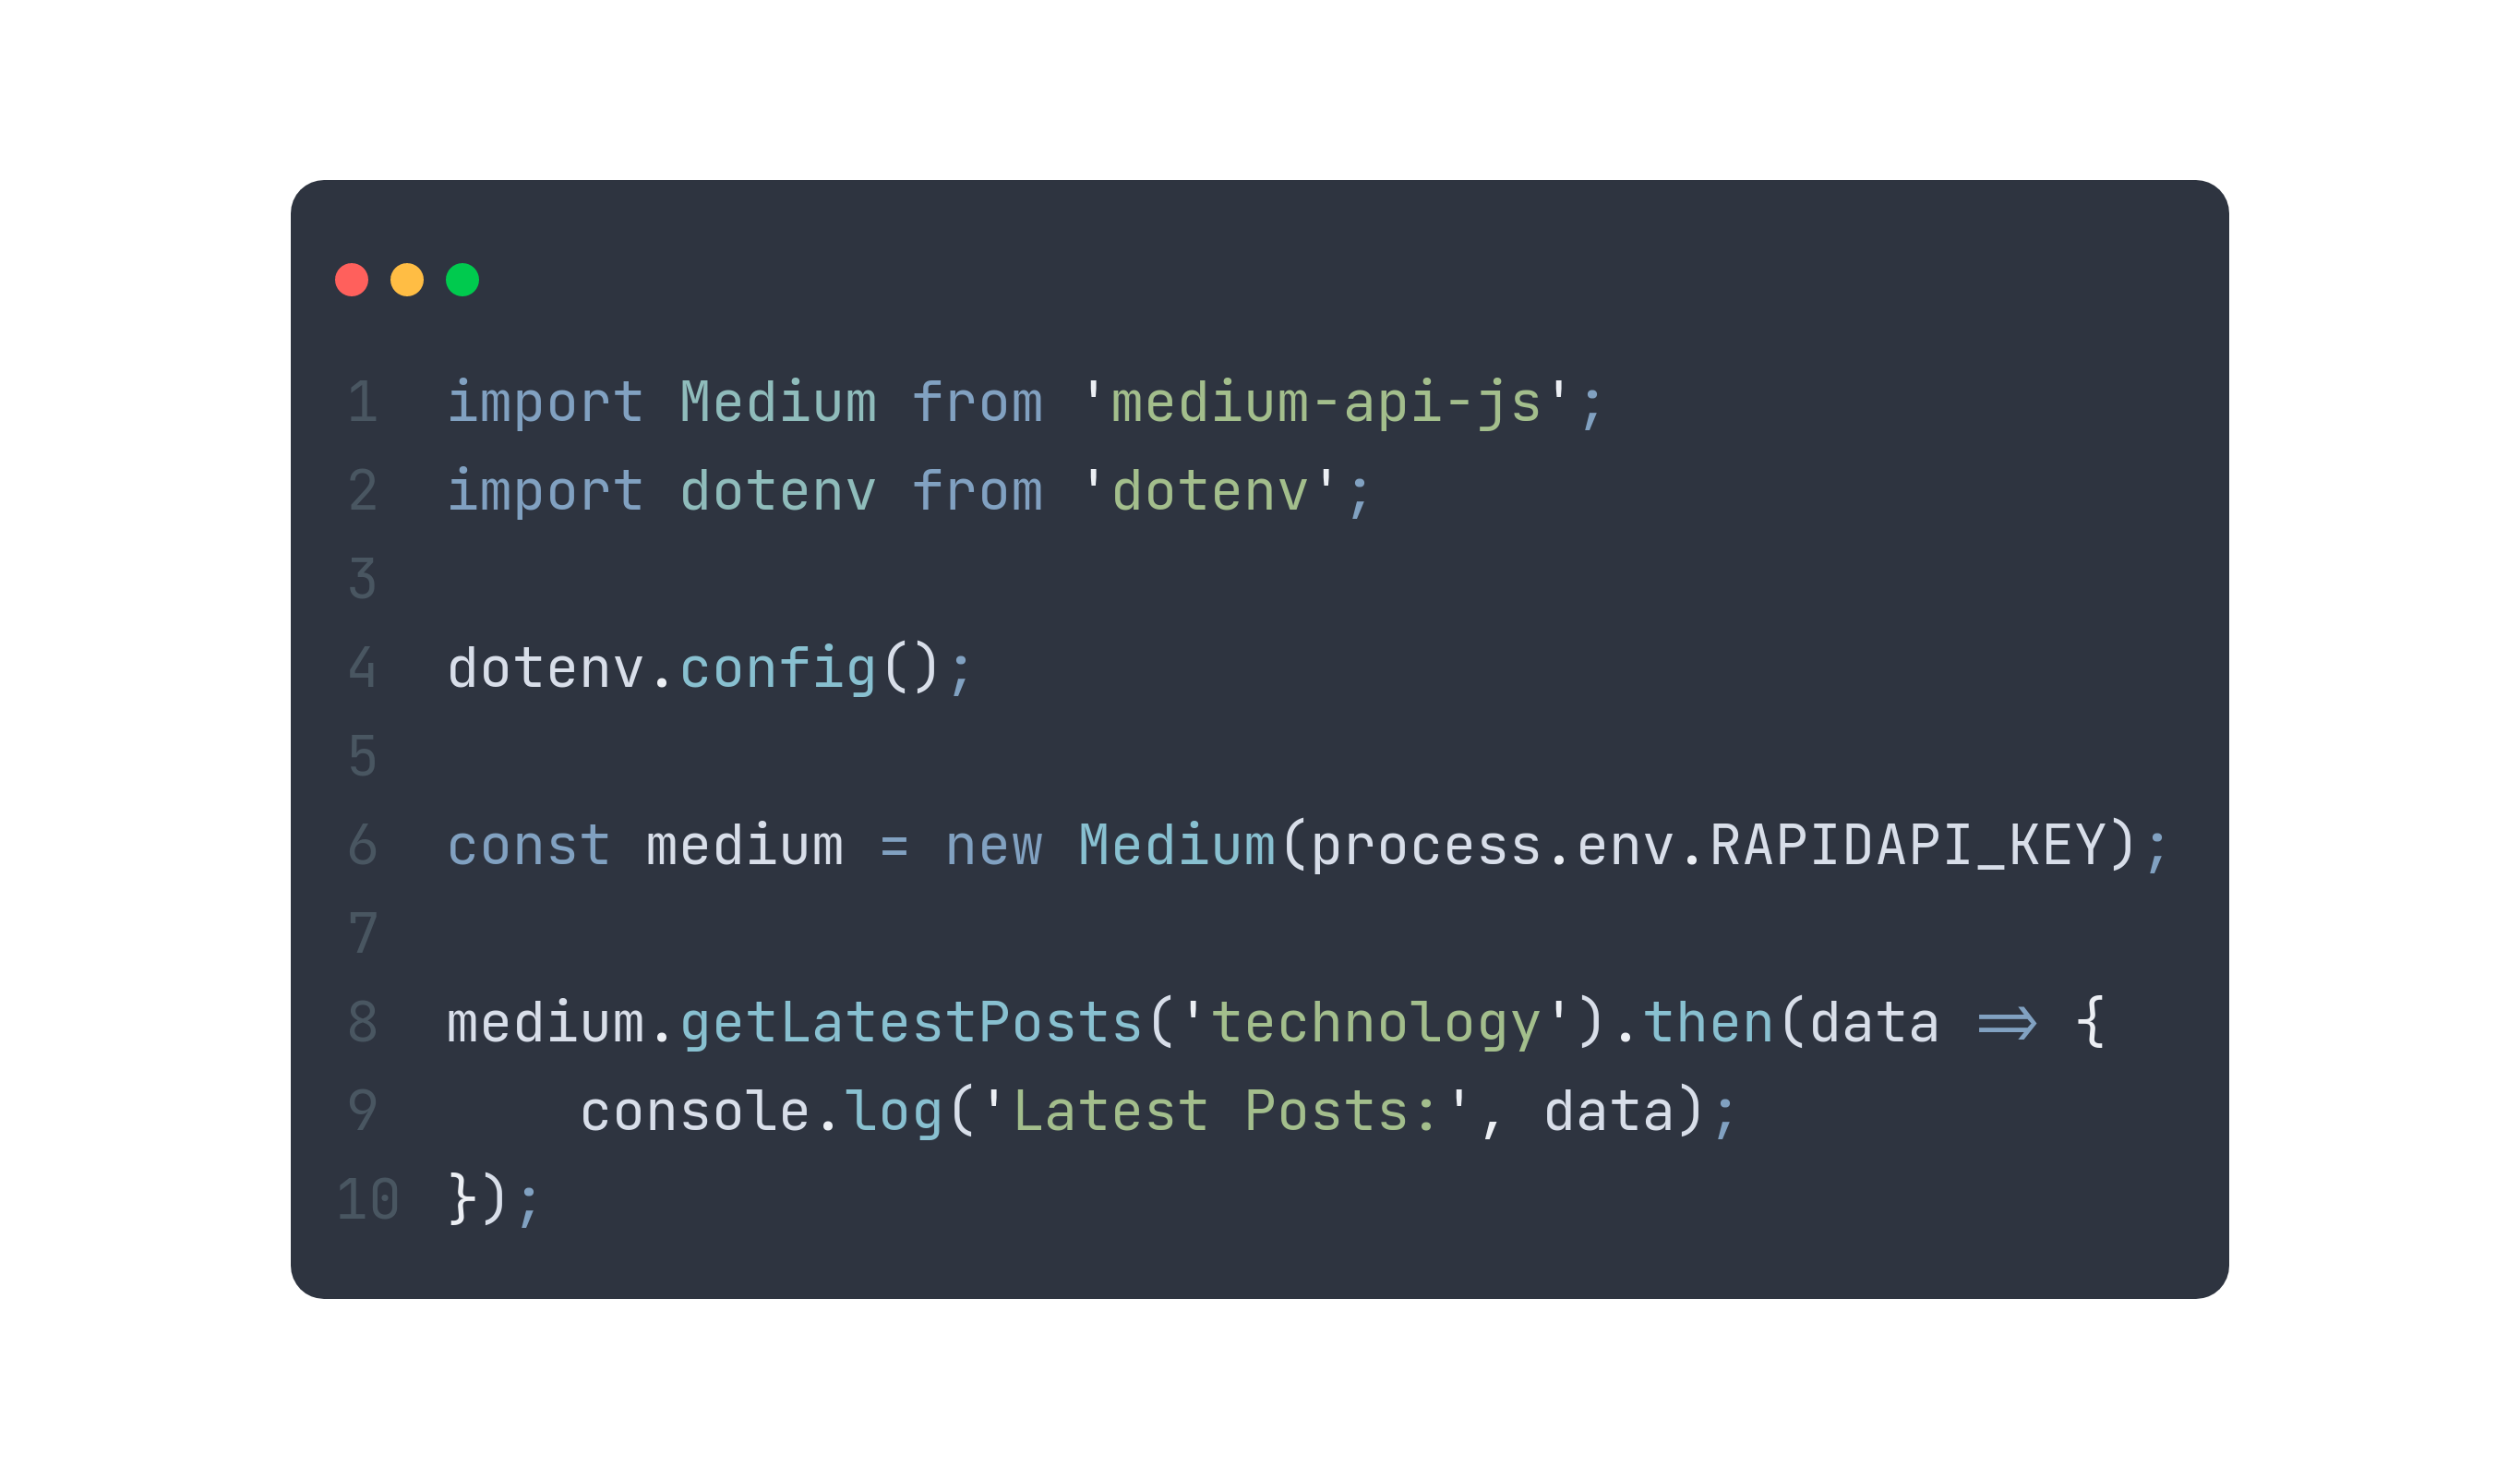 1 import Medium from 'medium-api-js';
2 import dotenv from 'dotenv';
3
4 dotenv.config();
5
6 const medium = new Medium(process.env.RAPIDAPI_KEY);
7
8 medium.getLatestPosts('technology').then(data => {
9     console.log('Latest Posts:', data);
10 });